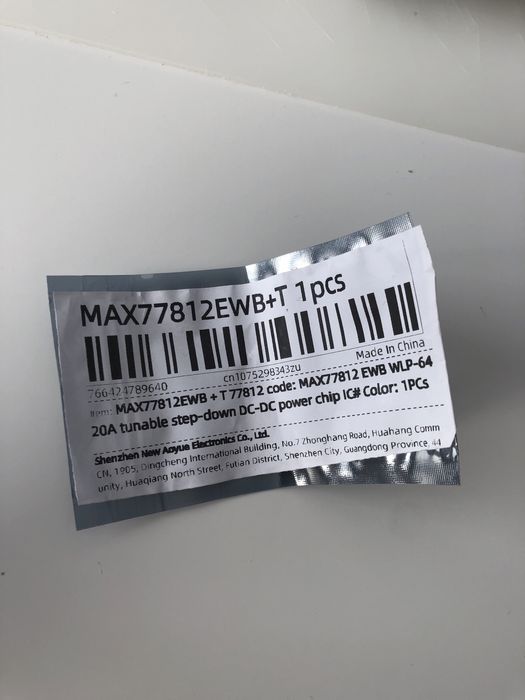 MAX77812EWB+T 1pcs
766424789640
cn1075298343zu
Made In China
Item: MAX77812EWB + T 77812 code: MAX77812 EWB WLP-64
20A tunable step-down DC-DC power chip IC# Color: 1PCs
Shenzhen New Aoyue Electronics Co., Ltd.
CN, 1905, Dingcheng International Building, No.7 Zhonghang Road, Huahang Comm
unity, Huaqiang North Street, Futian District, Shenzhen City, Guangdong Province, 44